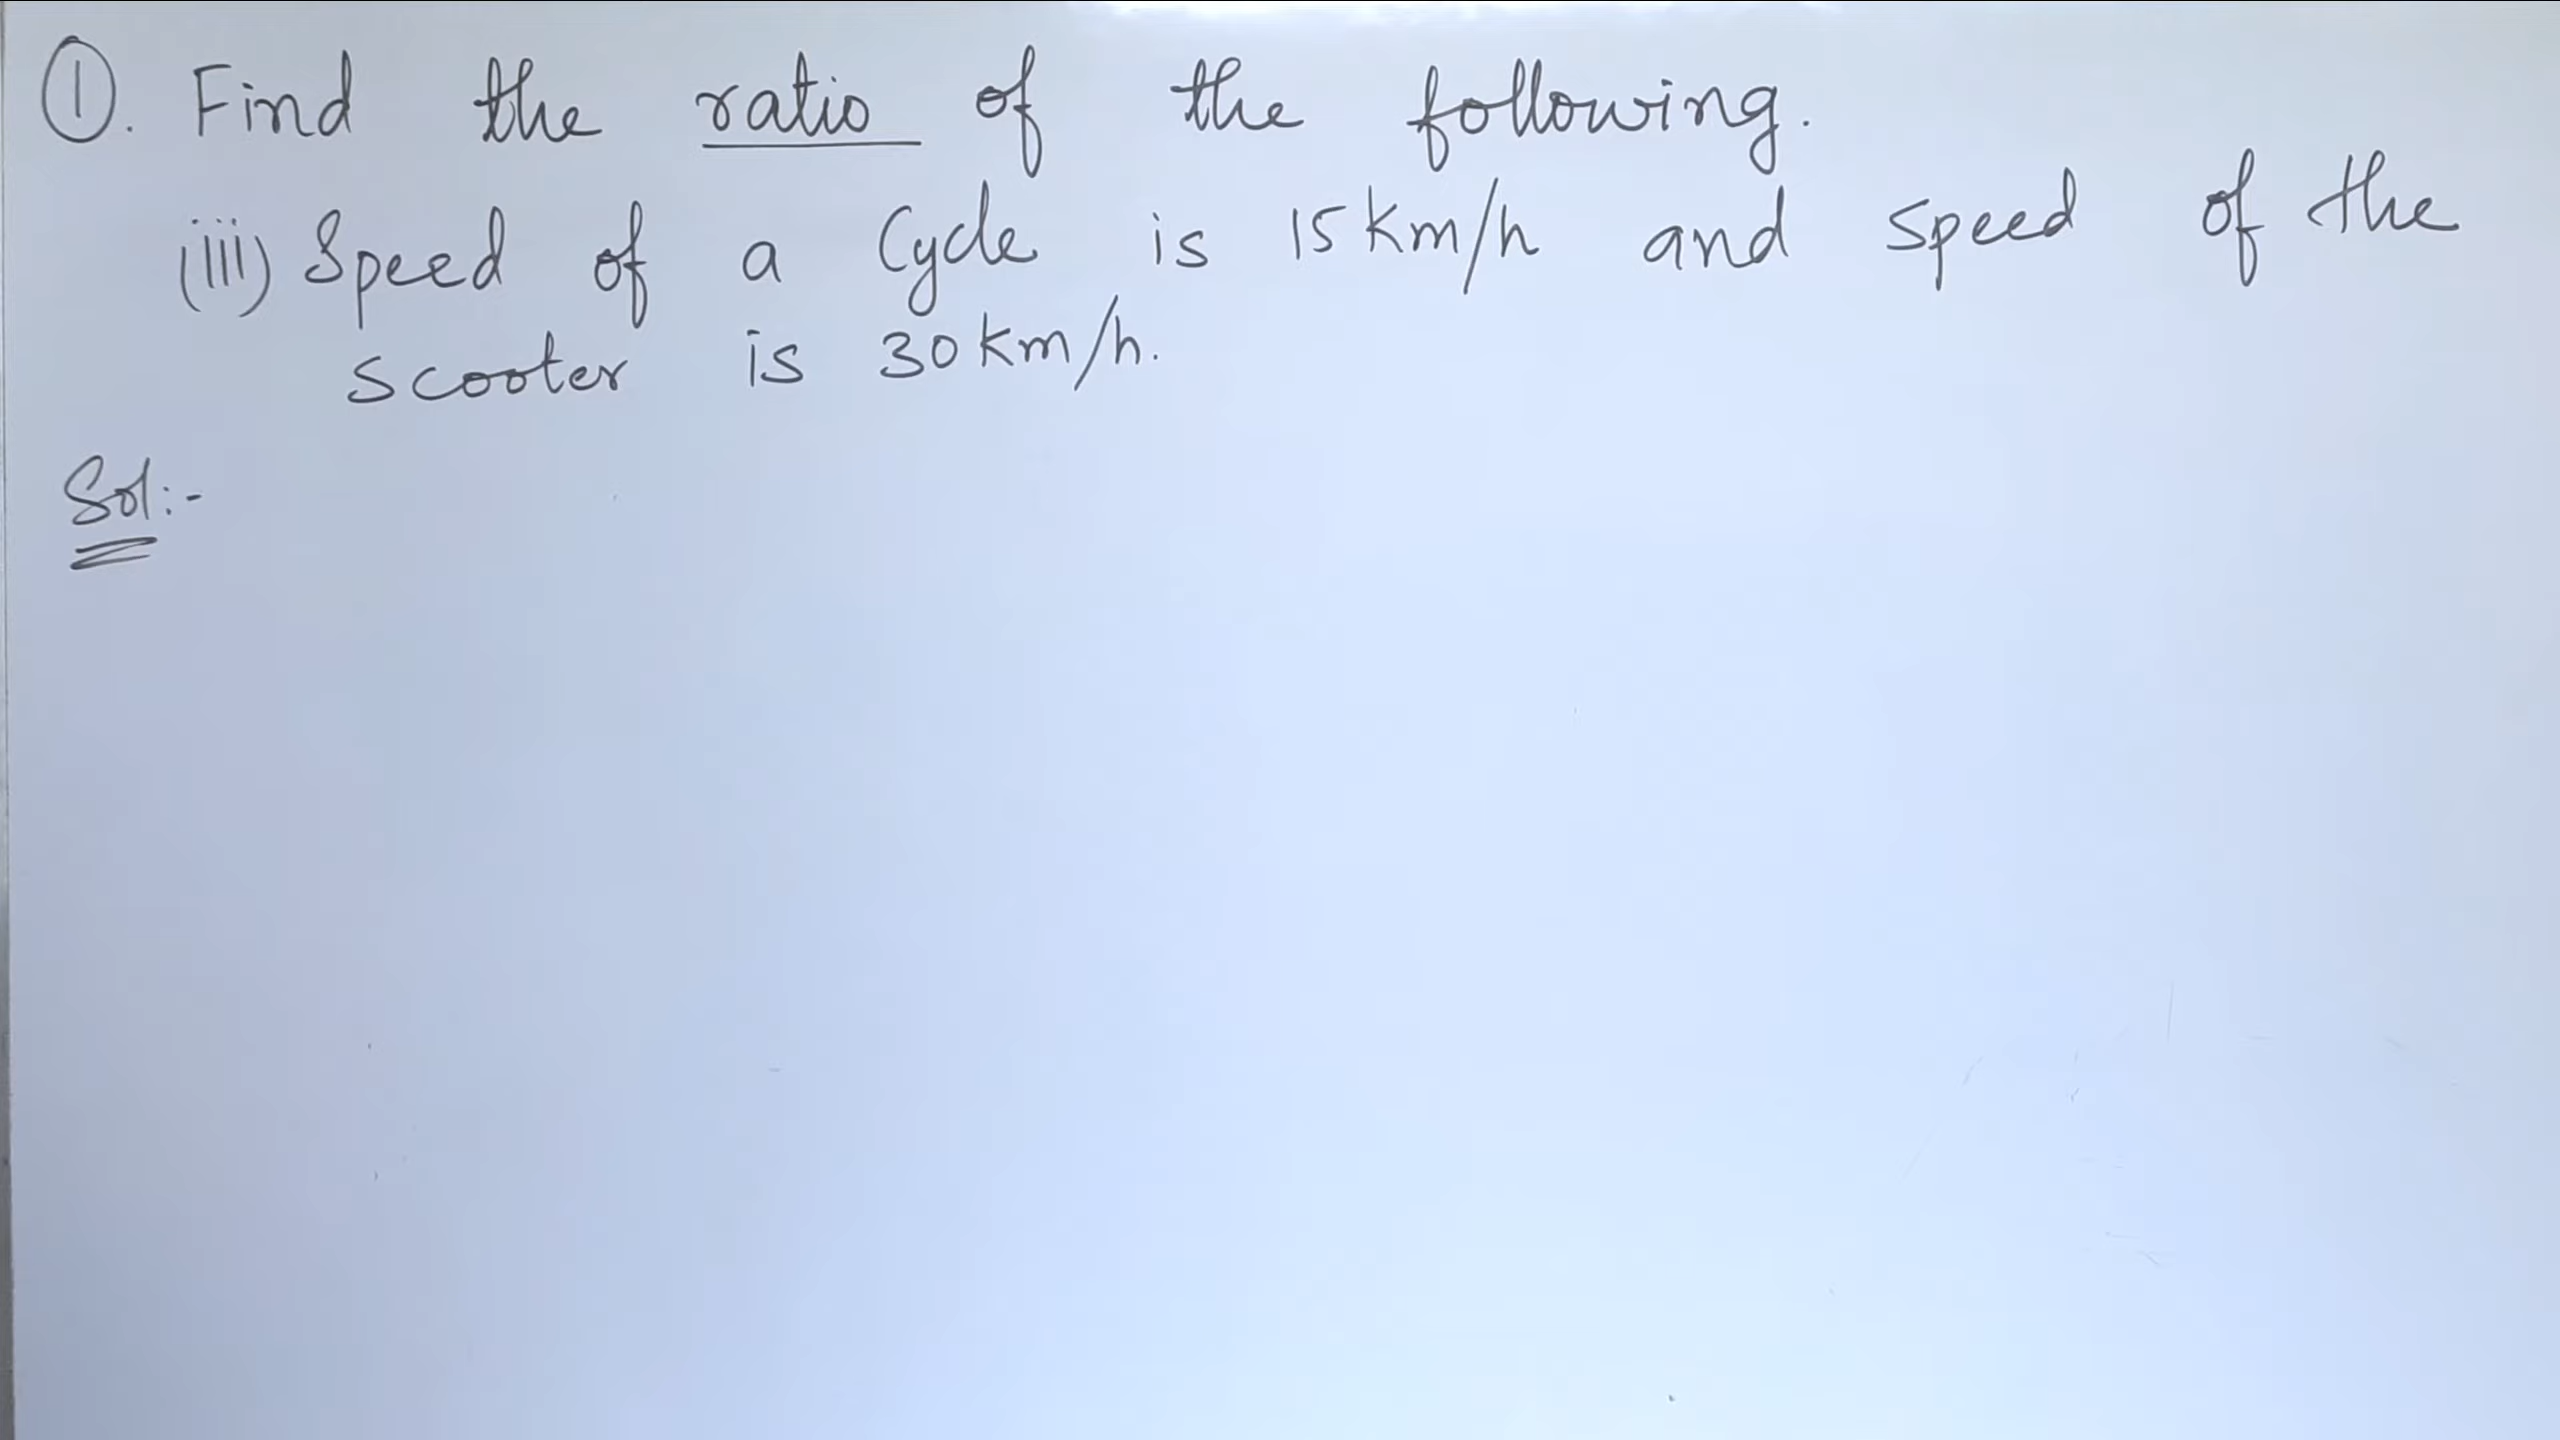 ①. Find the ratio of the following.
(iii) Speed of a Cycle is 15 km/h and speed of the
scooter is 30 km/h.
Sol:-